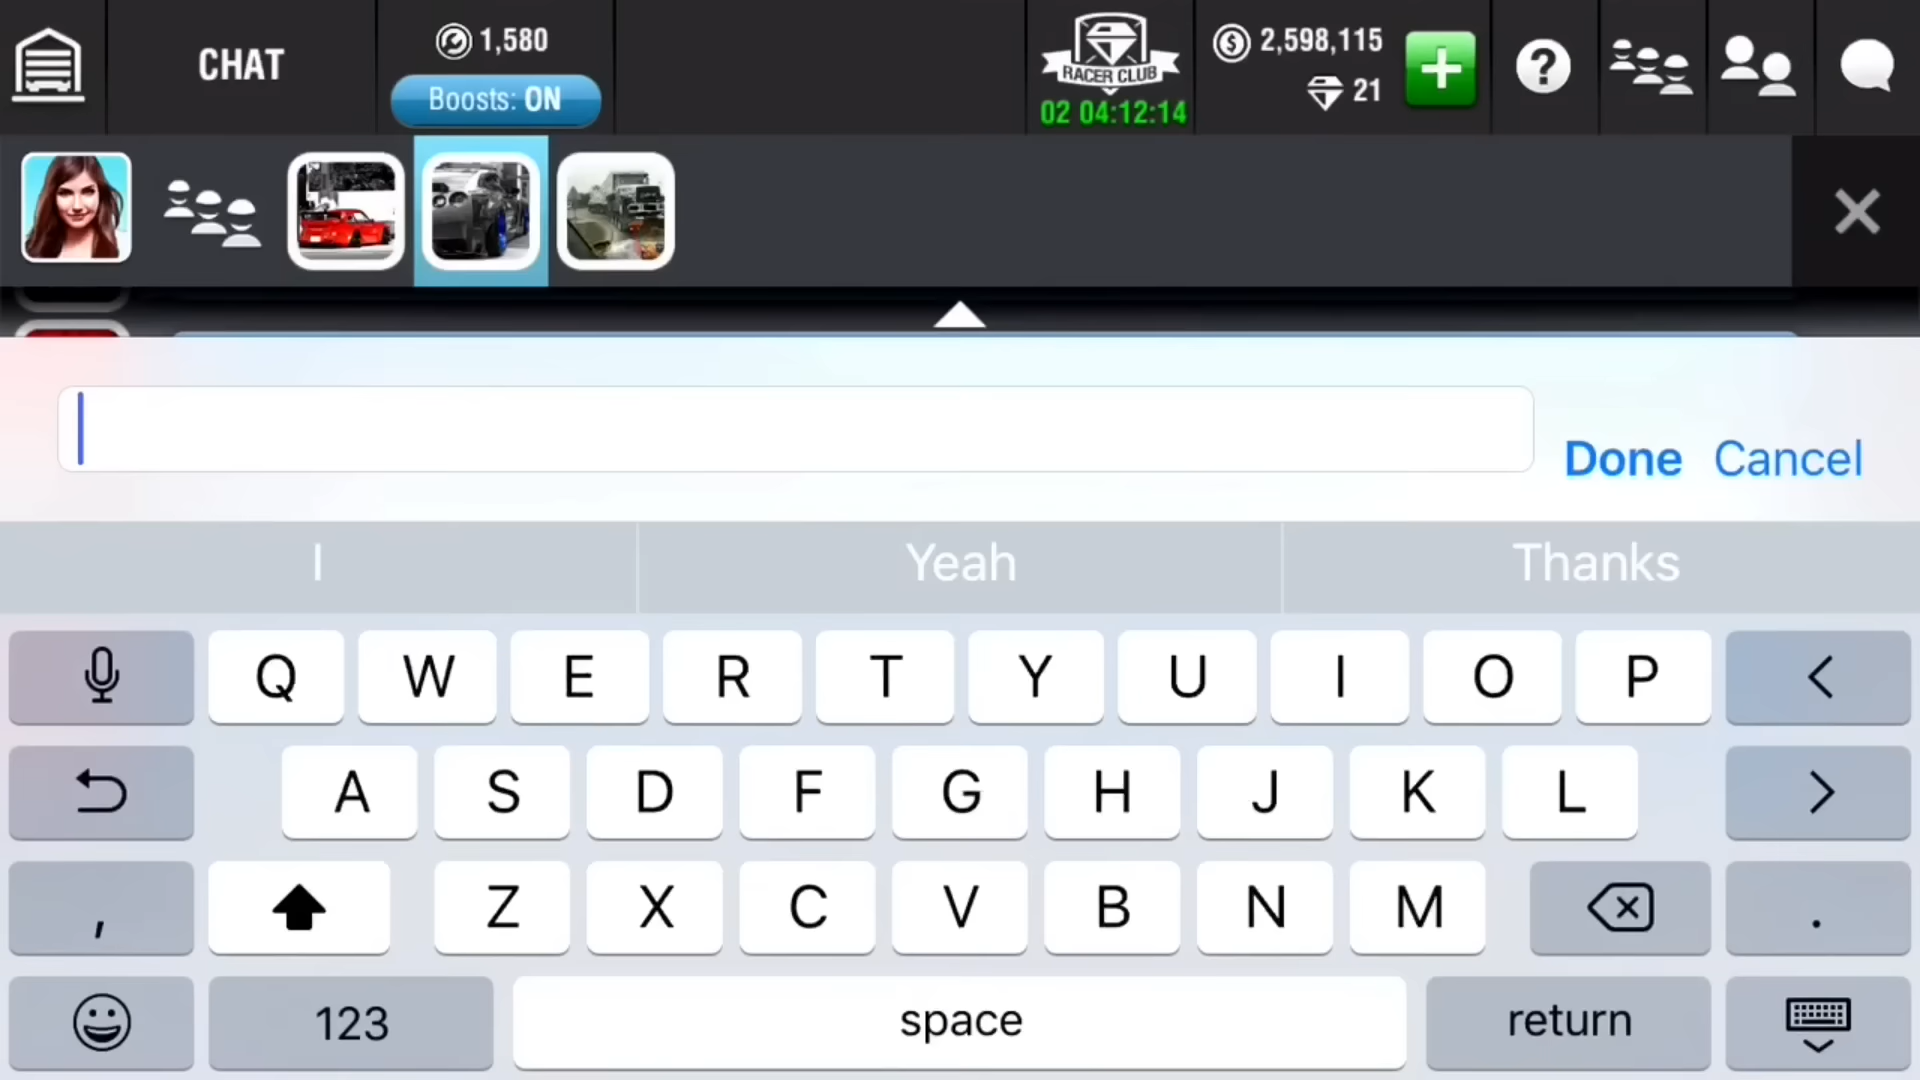 CHAT
1,580
Boosts: ON
RACER CLUB
02 04:12:14
2,598,115
21
Done Cancel
I Yeah Thanks
Q W E R T Y U I O P
A S D F G H J K L
, Z X C V B N M .
123 space return